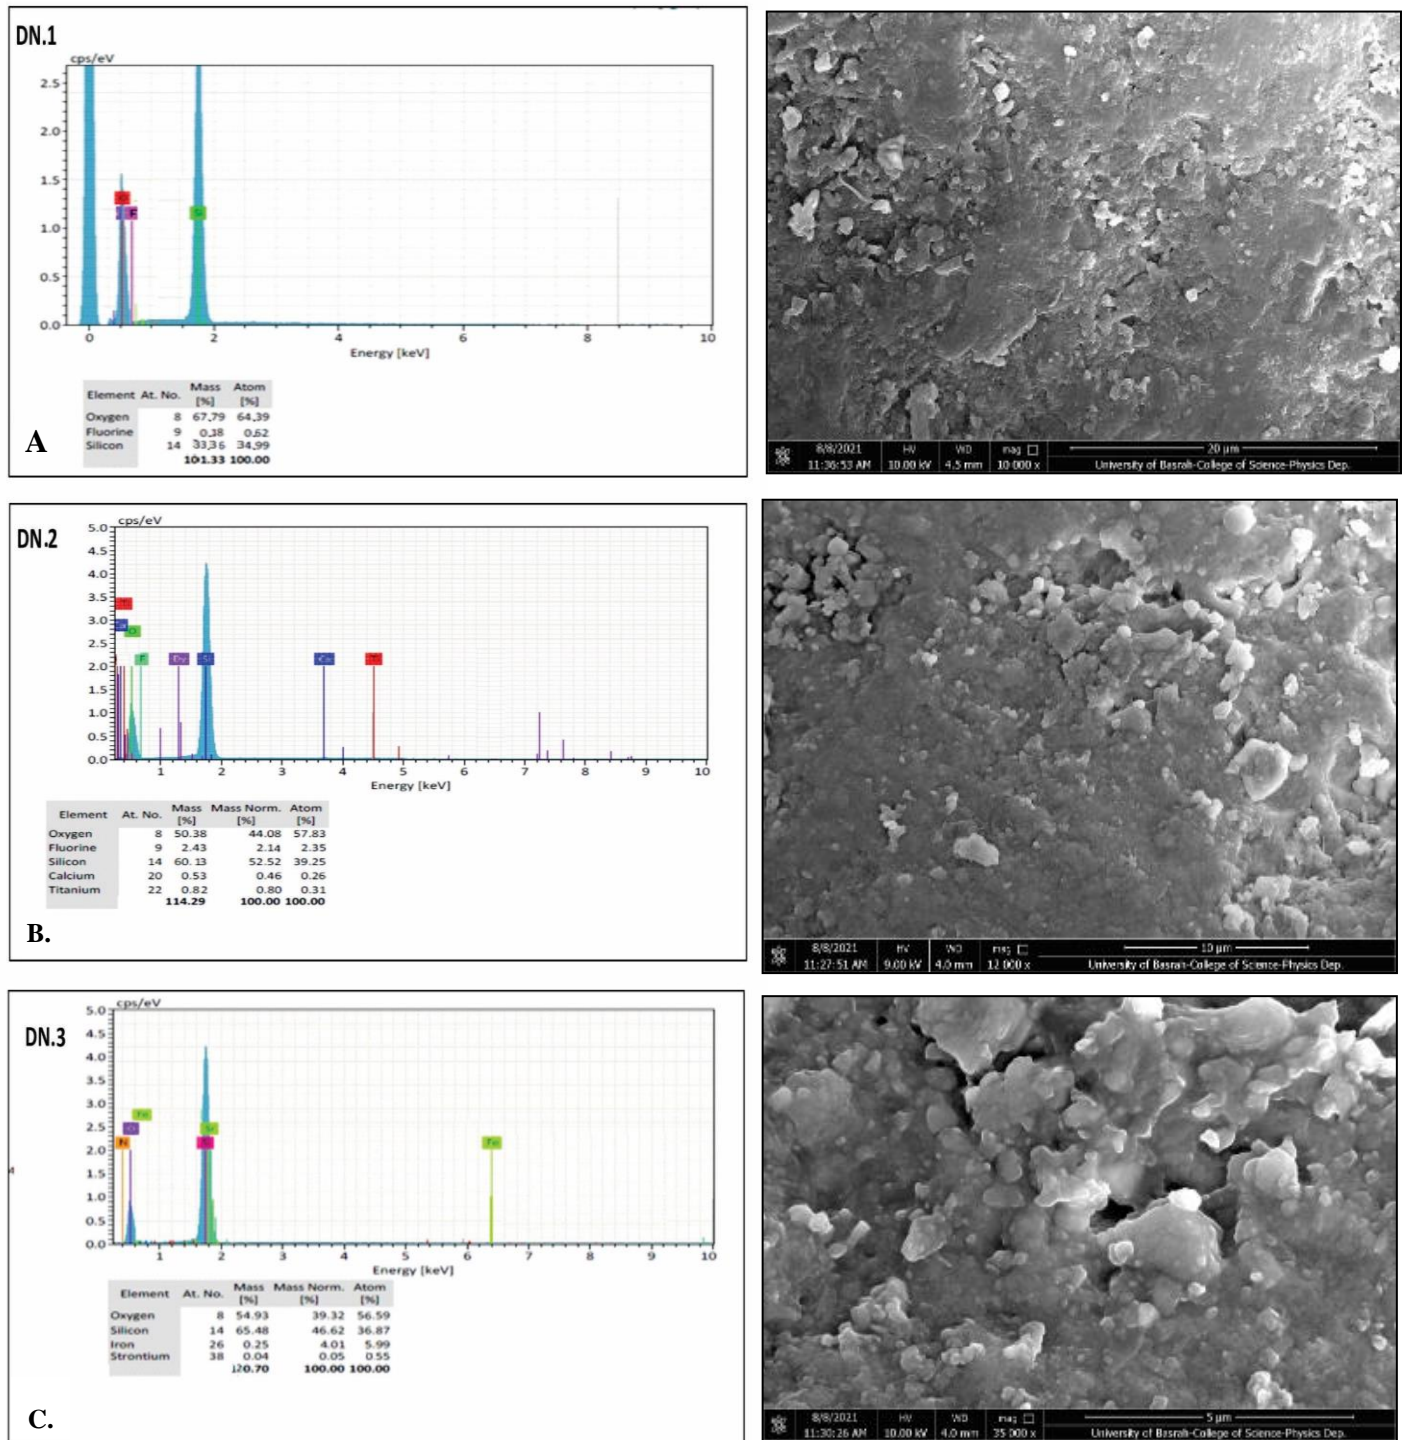 DN.1
cps/eV
2.5
2.0
1.5
1.0
0.5
0.0
F
0 2 4 6 8 10
Energy [keV]
Element At. No. Mass [%] Atom [%]
Oxygen 8 67.79 64.39
Fluorine 9 0.18 0.62
Silicon 14 33.36 34.99
101.33 100.00
A
8/8/2021 HV WD mag 20 µm
11:36:53 AM 10.00 kV 4.5 mm 10 000 x University of Basrah-College of Science-Physics Dep.
DN.2
cps/eV
5.0
4.5
4.0
3.5
3.0
2.5
2.0
1.5
1.0
0.5
0.0
1 2 3 4 5 6 7 8 9 10
Energy [keV]
Element At. No. Mass [%] Mass Norm. [%] Atom [%]
Oxygen 8 50.38 44.08 57.83
Fluorine 9 2.43 2.14 2.35
Silicon 14 60.13 52.52 39.25
Calcium 20 0.53 0.46 0.26
Titanium 22 0.82 0.80 0.31
114.29 100.00 100.00
B.
8/8/2021 HV WD mag 10 µm
11:27:51 AM 9.00 kV 4.0 mm 12 000 x University of Basrah-College of Science-Physics Dep.
DN.3
cps/eV
5.0
4.5
4.0
3.5
3.0
2.5
2.0
1.5
1.0
0.5
0.0
Fe
N
Fe
1 2 3 4 5 6 7 8 9 10
Energy [keV]
Element At. No. Mass [%] Mass Norm. [%] Atom [%]
Oxygen 8 54.93 39.32 56.59
Silicon 14 65.48 46.62 36.87
Iron 26 0.25 4.01 5.99
Strontium 38 0.04 0.05 0.55
120.70 100.00 100.00
C.
8/8/2021 HV WD mag 5 µm
11:30:26 AM 10.00 kV 4.0 mm 35 000 x University of Basrah-College of Science-Physics Dep.